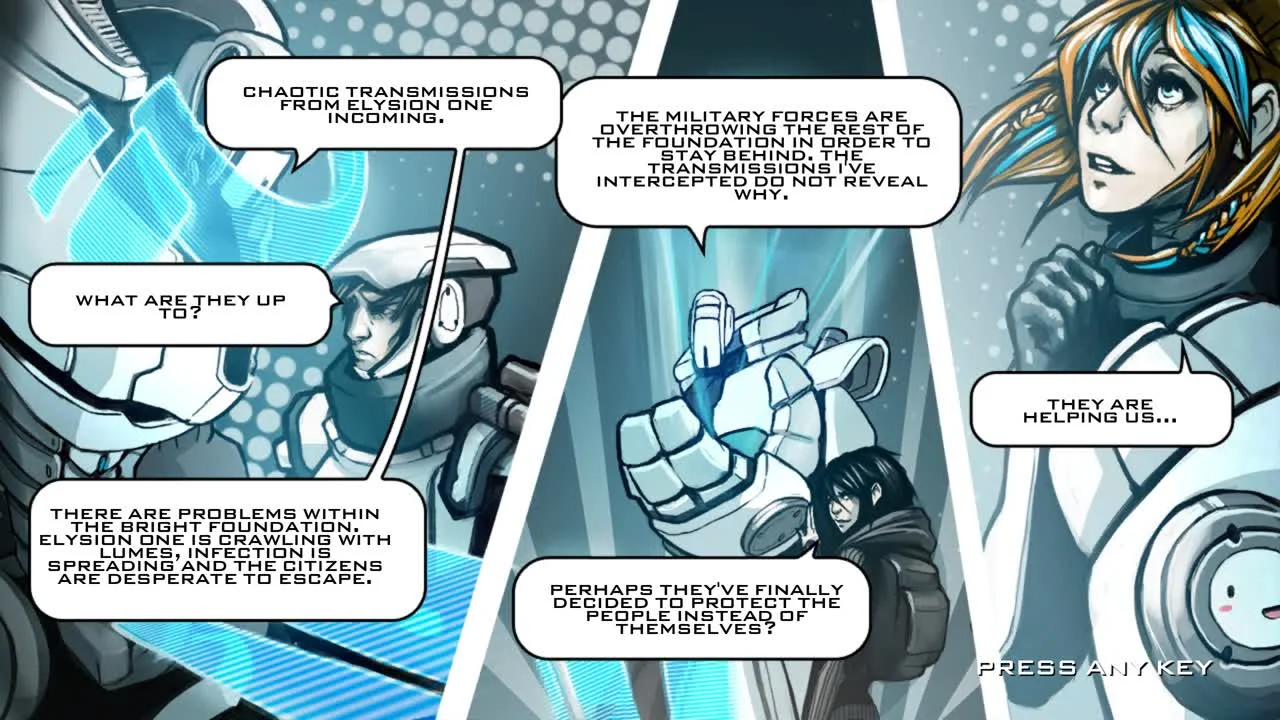 CHAOTIC TRANSMISSIONS
FROM ELYSION ONE
INCOMING.
WHAT ARE THEY UP
TO?
THERE ARE PROBLEMS WITHIN
THE BRIGHT FOUNDATION.
ELYSION ONE IS CRAWLING WITH
LUMES, INFECTION IS
SPREADING AND THE CITIZENS
ARE DESPERATE TO ESCAPE.
THE MILITARY FORCES ARE
OVERTHROWING THE REST OF
THE FOUNDATION IN ORDER TO
STAY BEHIND. THE
TRANSMISSIONS I'VE
INTERCEPTED DO NOT REVEAL
WHY.
PERHAPS THEY'VE FINALLY
DECIDED TO PROTECT THE
PEOPLE INSTEAD OF
THEMSELVES?
THEY ARE
HELPING US...
PRESS ANY KEY